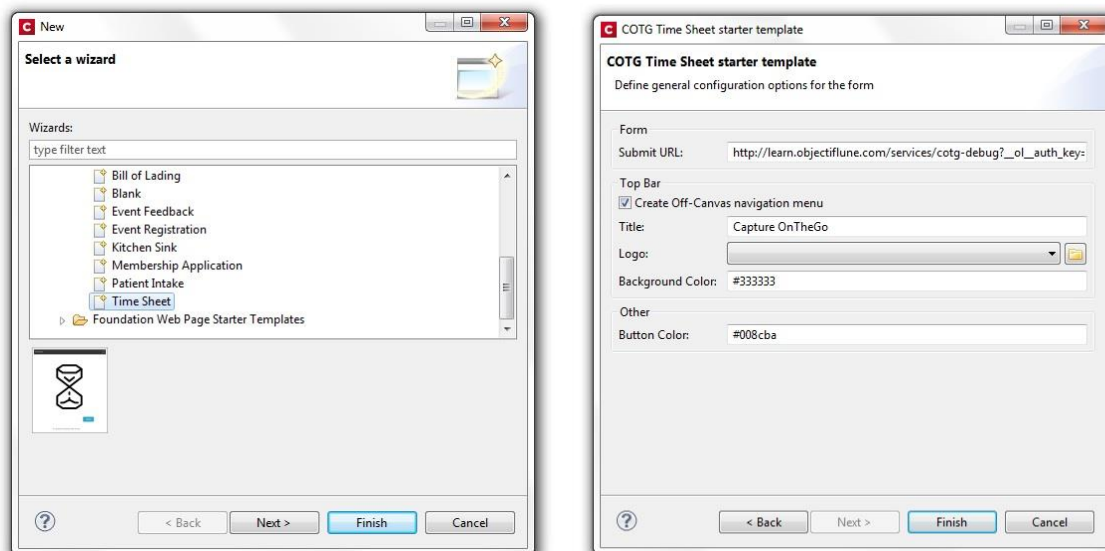 New
Select a wizard
Wizards:
type filter text
Bill of Lading
Blank
Event Feedback
Event Registration
Kitchen Sink
Membership Application
Patient Intake
Time Sheet
Foundation Web Page Starter Templates
< Back Next > Finish Cancel
COTG Time Sheet starter template
COTG Time Sheet starter template
Define general configuration options for the form
Form
Submit URL: http://learn.objectiflune.com/services/cotg-debug?__ol__auth_key=
Top Bar
Create Off-Canvas navigation menu
Title: Capture OnTheGo
Logo:
Background Color: #333333
Other
Button Color: #008cba
< Back Next > Finish Cancel